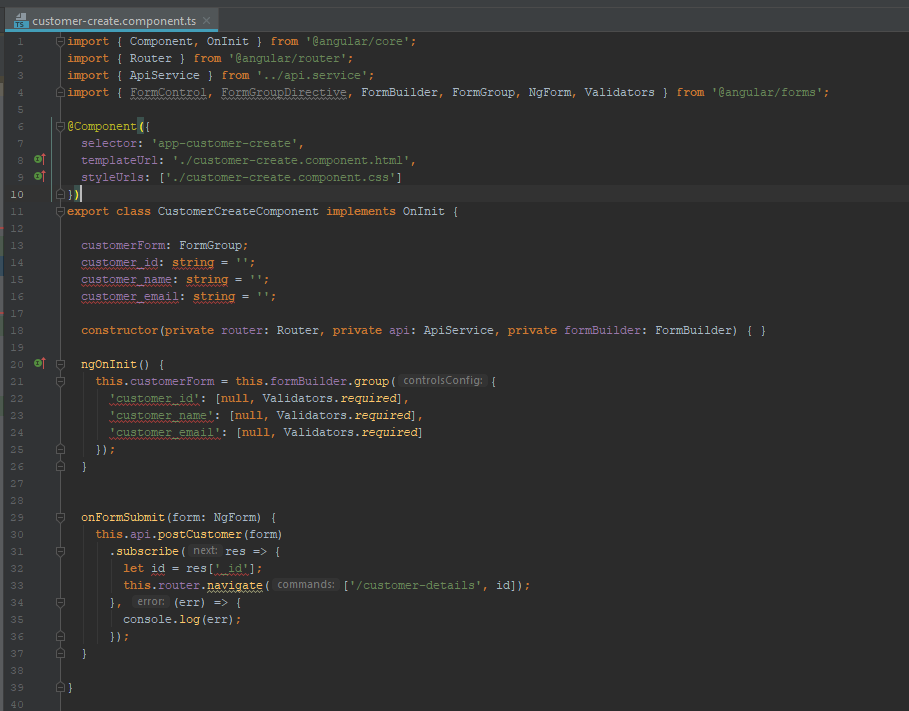 customer-create.component.ts
1 import { Component, OnInit } from '@angular/core';
2 import { Router } from '@angular/router';
3 import { ApiService } from '../api.service';
4 import { FormControl, FormGroupDirective, FormBuilder, FormGroup, NgForm, Validators } from '@angular/forms';
5
6 @Component({
7 selector: 'app-customer-create',
8 templateUrl: './customer-create.component.html',
9 styleUrls: ['./customer-create.component.css']
10 })
11 export class CustomerCreateComponent implements OnInit {
12
13 customerForm: FormGroup;
14 customer_id: string = '';
15 customer_name: string = '';
16 customer_email: string = '';
17
18 constructor(private router: Router, private api: ApiService, private formBuilder: FormBuilder) { }
19
20 ngOnInit() {
21 this.customerForm = this.formBuilder.group( controlsConfig: {
22 'customer_id': [null, Validators.required],
23 'customer_name': [null, Validators.required],
24 'customer_email': [null, Validators.required]
25 });
26 }
27
28
29 onFormSubmit(form: NgForm) {
30 this.api.postCustomer(form)
31 .subscribe( next: res => {
32 let id = res['_id'];
33 this.router.navigate( commands: ['/customer-details', id]);
34 }, error: (err) => {
35 console.log(err);
36 });
37 }
38
39 }
40